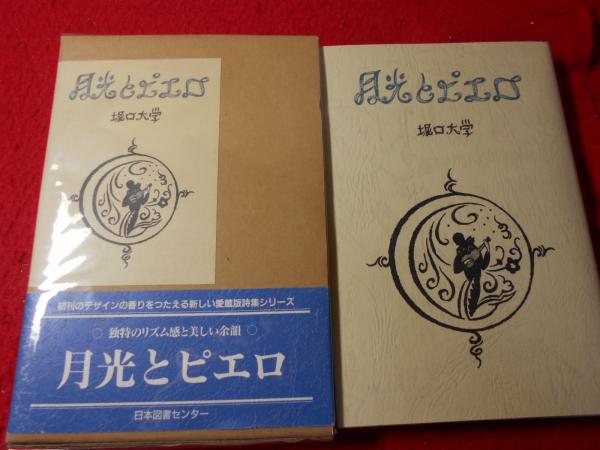 月光とピエロ
堀口大学
初刊のデザインの香りをつたえる新しい愛蔵版詩集シリーズ
○ 独特のリズム感と美しい余韻 ○
月光とピエロ
日本図書センター
月光とピエロ
堀口大学